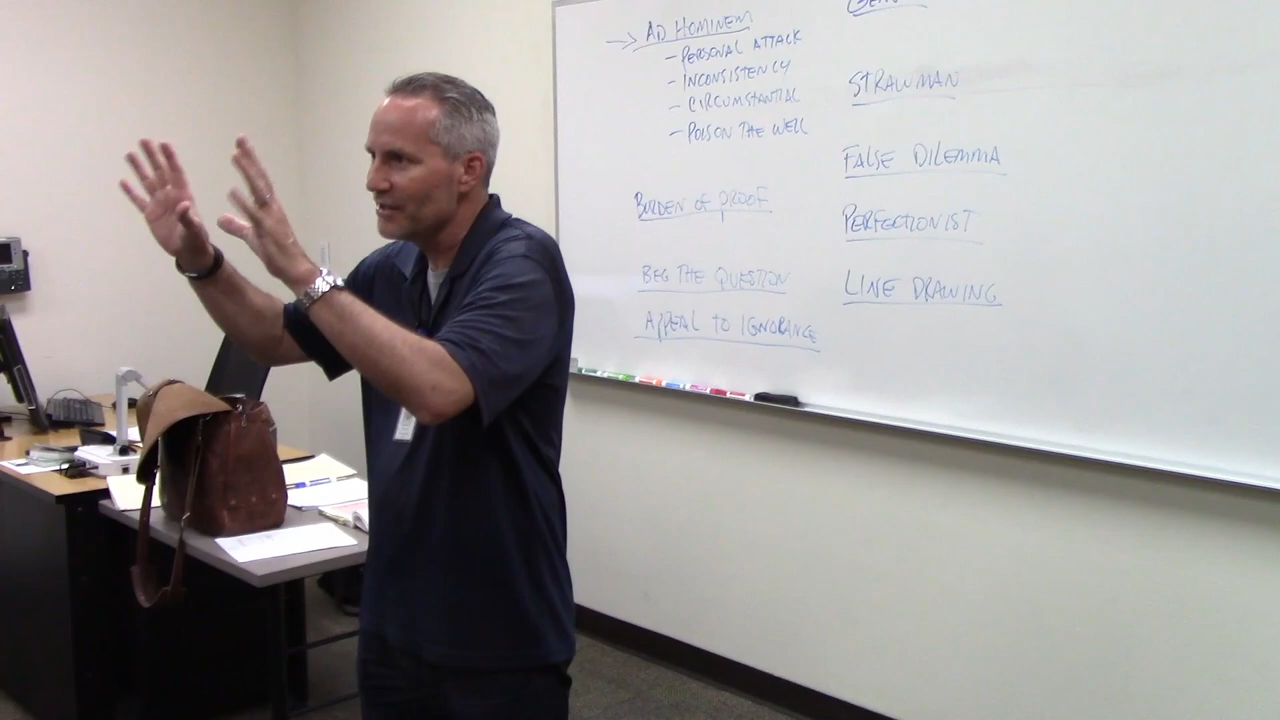 AD HOMINEM
- PERSONAL ATTACK
- INCONSISTENCY
- CIRCUMSTANTIAL
- POISON THE WELL
BURDEN OF PROOF
BEG THE QUESTION
APPEAL TO IGNORANCE
STRAWMAN
FALSE DILEMMA
PERFECTIONIST
LINE DRAWING